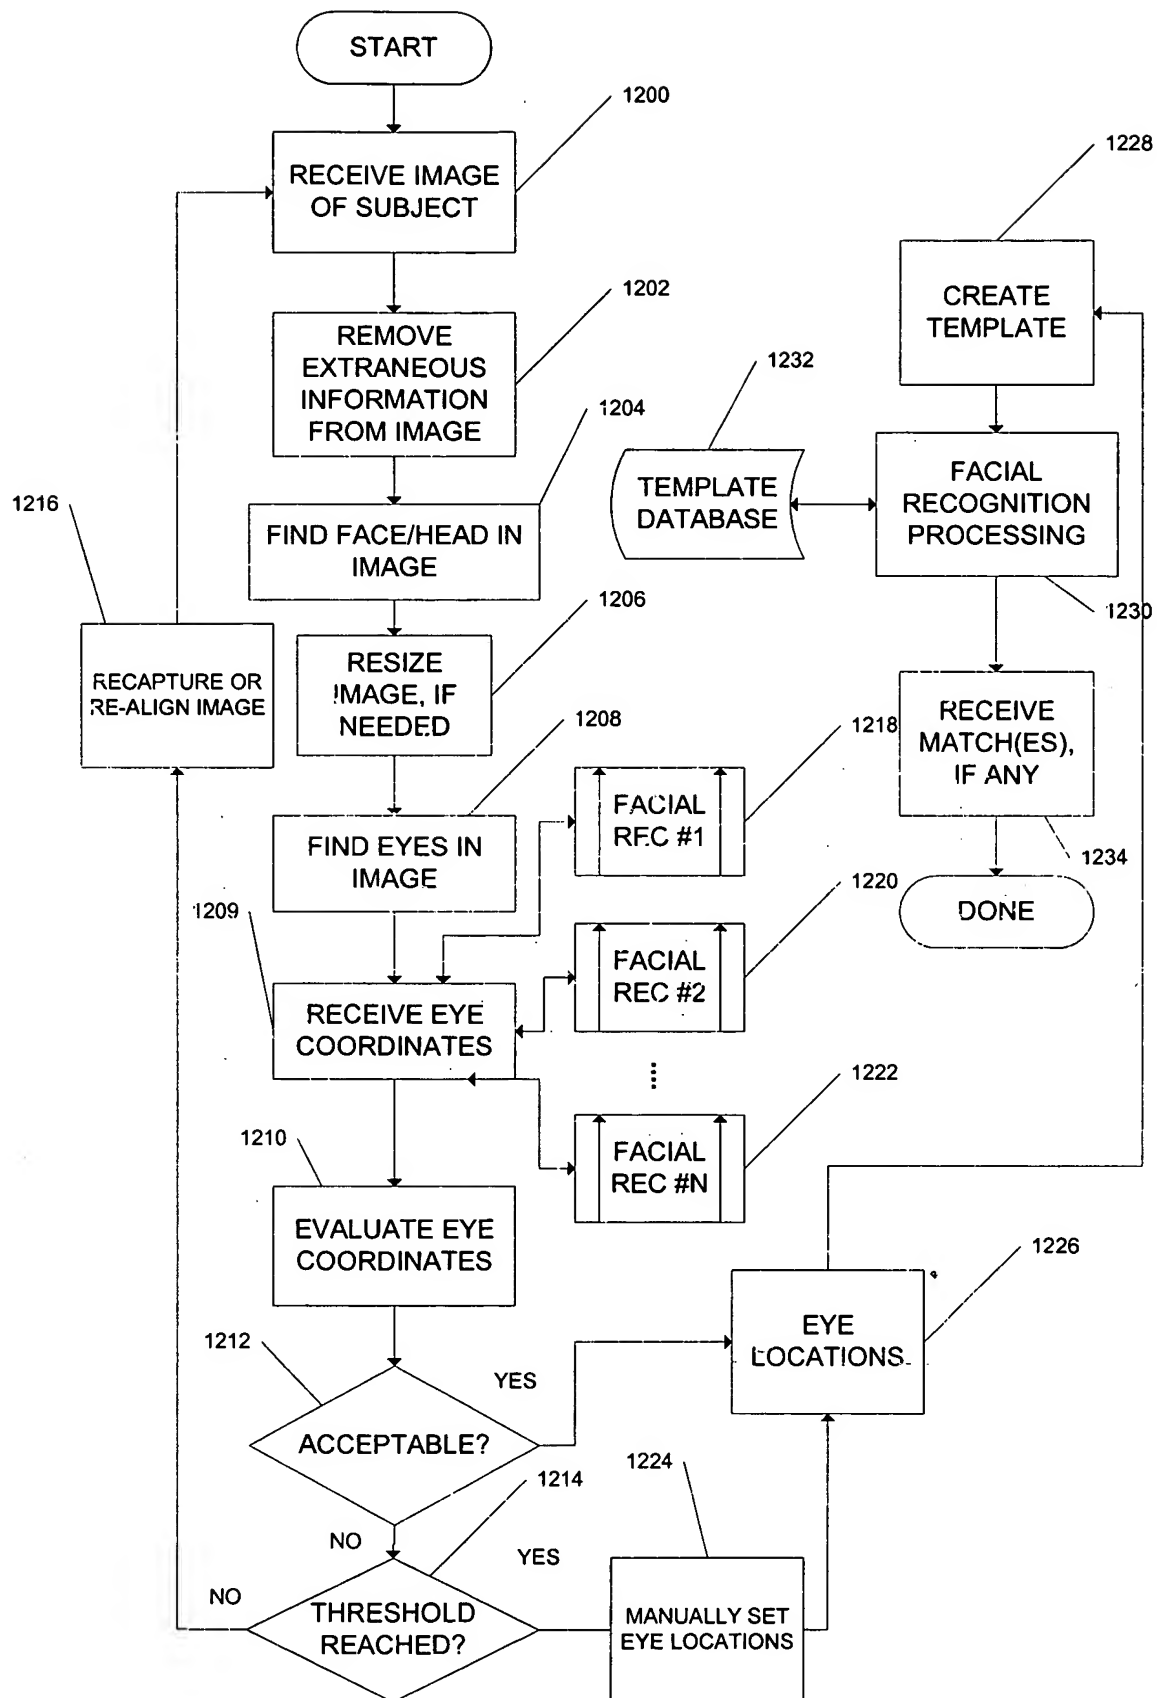 START
1200
RECEIVE IMAGE
OF SUBJECT
1228
1202
REMOVE
EXTRANEOUS
INFORMATION
FROM IMAGE
CREATE
TEMPLATE
1232
1204
TEMPLATE
DATABASE
FACIAL
RECOGNITION
PROCESSING
1216
FIND FACE/HEAD IN
IMAGE
1206
1230
RECAPTURE OR
RE-ALIGN IMAGE
RESIZE
IMAGE, IF
NEEDED
1208
1218
RECEIVE
MATCH(ES),
IF ANY
FACIAL
REC #1
FIND EYES IN
IMAGE
1234
1209
1220
DONE
FACIAL
REC #2
RECEIVE EYE
COORDINATES
1222
1210
FACIAL
REC #N
EVALUATE EYE
COORDINATES
1226
1212
EYE
LOCATIONS
YES
ACCEPTABLE?
1224
1214
NO
YES
NO
THRESHOLD
REACHED?
MANUALLY SET
EYE LOCATIONS